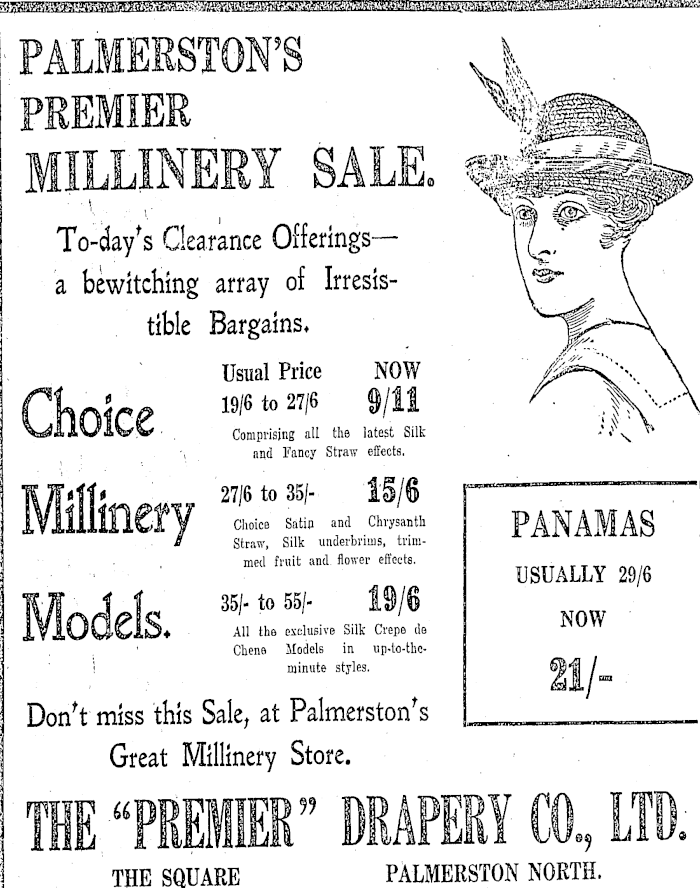 PALMERSTON'S
PREMIER
MILLINERY SALE.
To-day's Clearance Offerings—
a bewitching array of Irresis-
tible Bargains.
Choice
Millinery
Models.
Usual Price NOW
19/6 to 27/6 9/11
Comprising all the latest Silk
and Fancy Straw effects.
27/6 to 35/- 15/6
Choice Satin and Chrysanth
Straw, Silk underbrims, trim-
med fruit and flower effects.
35/- to 55/- 19/6
All the exclusive Silk Crepe de
Chene Models in up-to-the-
minute styles.
PANAMAS
USUALLY 29/6
NOW
21/-
Don't miss this Sale, at Palmerston's
Great Millinery Store.
THE "PREMIER" DRAPERY CO., LTD.
THE SQUARE PALMERSTON NORTH.